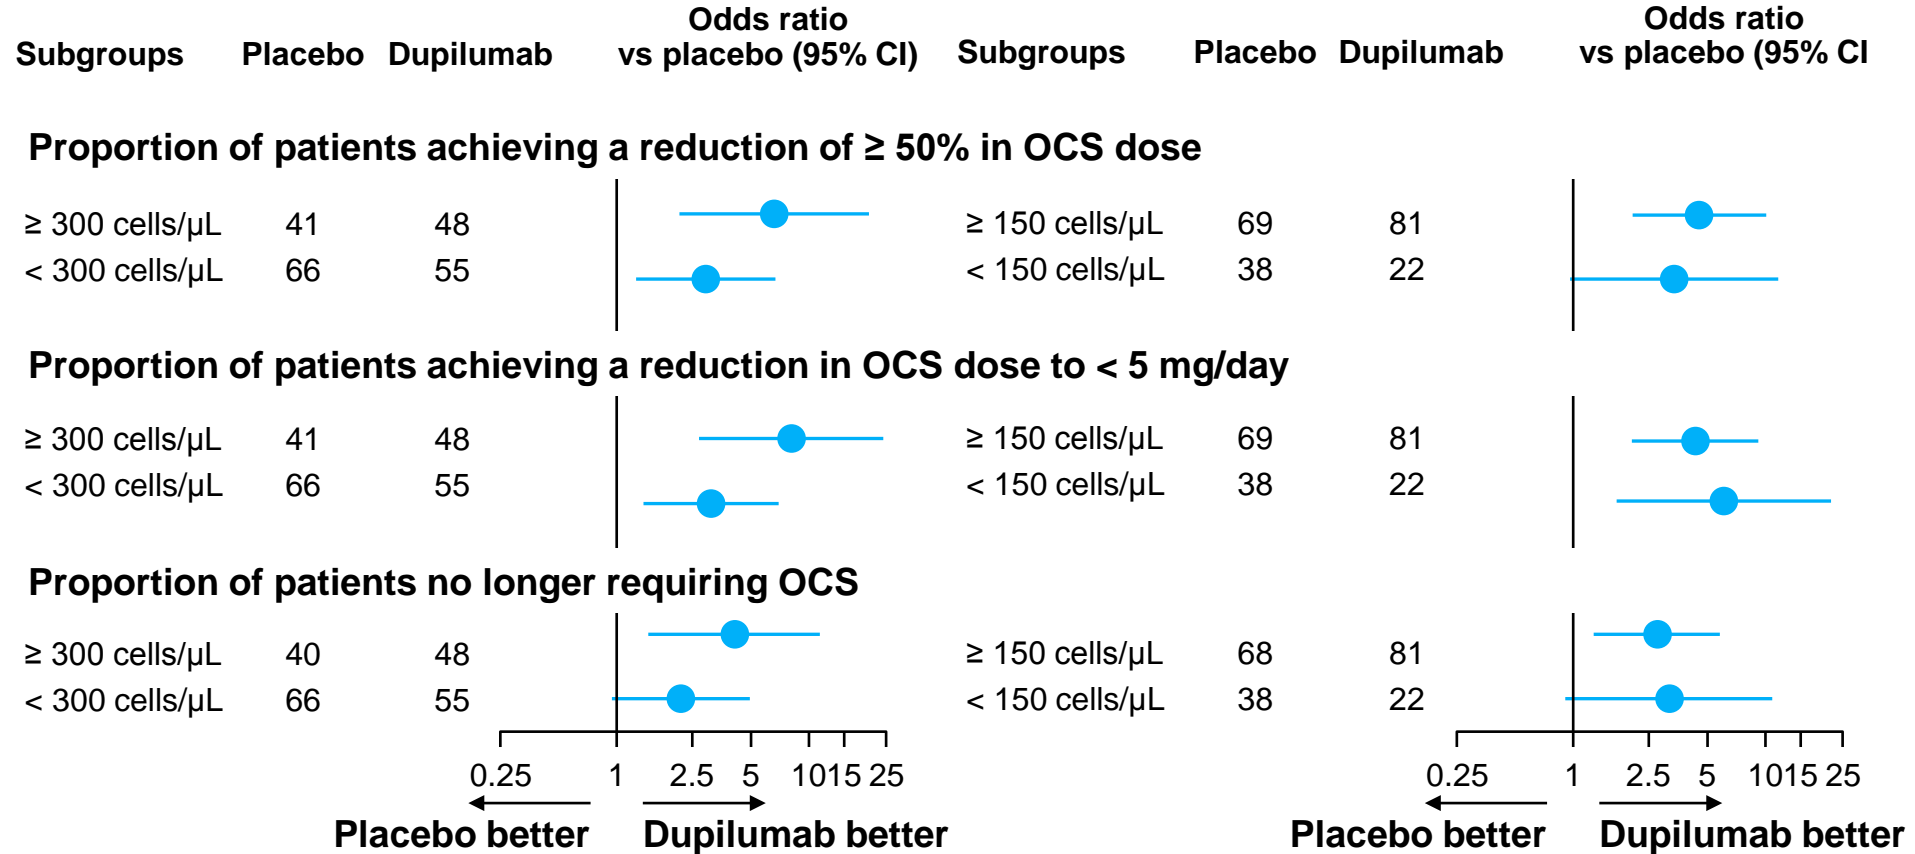 Odds ratio Odds ratio
Subgroups Placebo Dupilumab vs placebo (95% CI) Subgroups Placebo Dupilumab vs placebo (95% CI
Proportion of patients achieving a reduction of ≥ 50% in OCS dose
≥ 300 cells/µL 41 48 ≥ 150 cells/µL 69 81
< 300 cells/µL 66 55 < 150 cells/µL 38 22
Proportion of patients achieving a reduction in OCS dose to < 5 mg/day
≥ 300 cells/µL 41 48 ≥ 150 cells/µL 69 81
< 300 cells/µL 66 55 < 150 cells/µL 38 22
Proportion of patients no longer requiring OCS
≥ 300 cells/µL 40 48 ≥ 150 cells/µL 68 81
< 300 cells/µL 66 55 < 150 cells/µL 38 22
0.25 1 2.5 5 10 15 25 0.25 1 2.5 5 10 15 25
Placebo better Dupilumab better Placebo better Dupilumab better